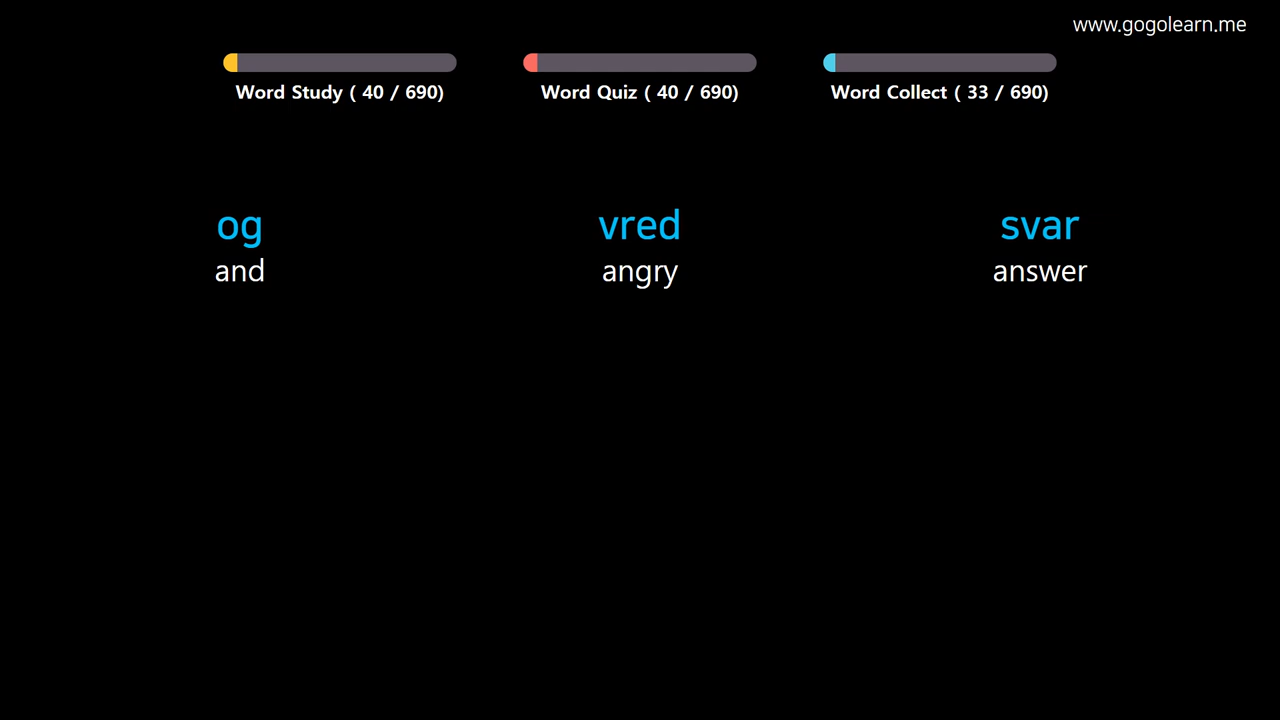 www.gogolearn.me
Word Study ( 40 / 690)
Word Quiz ( 40 / 690)
Word Collect ( 33 / 690)
og
and
vred
angry
svar
answer